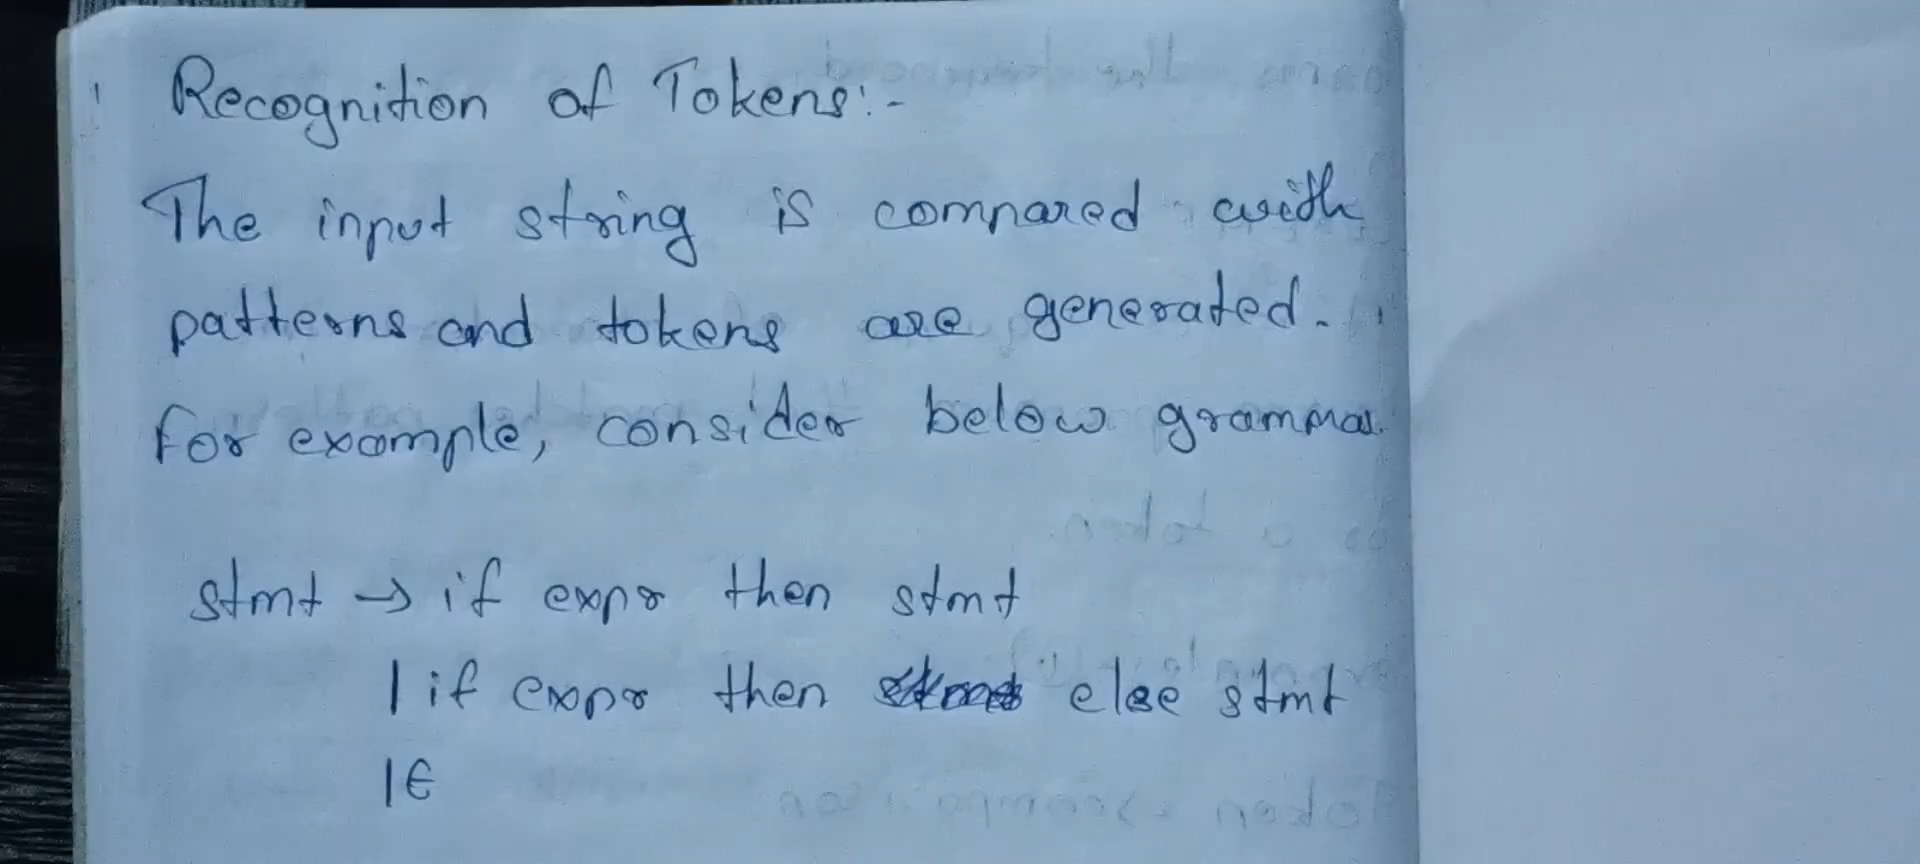 Recognition of Tokens:-
The input string is compared with
patterns and tokens are generated.
For example, consider below grammar.
stmt → if expr then stmt
| if expr then stmt else stmt
| ϵ